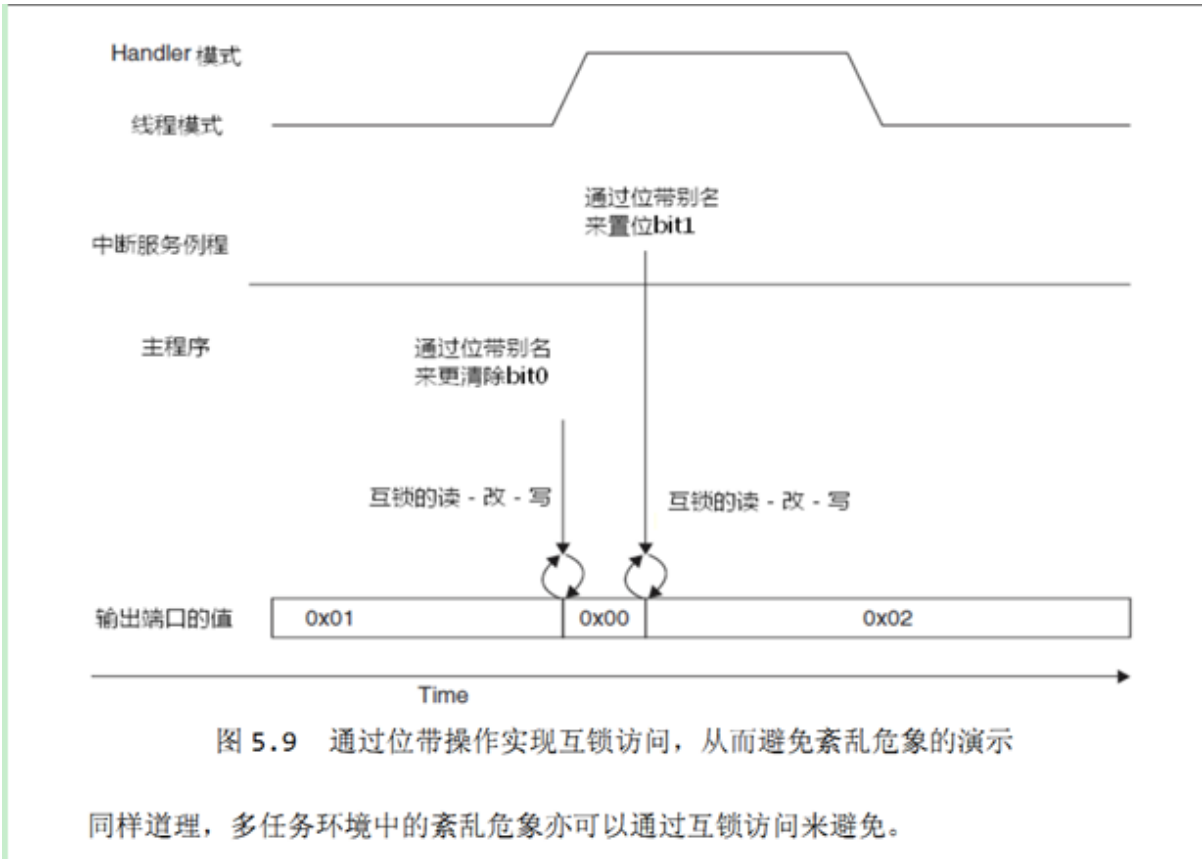 Handler 模式
线程模式
通过位带别名
来置位bit1
中断服务例程
主程序
通过位带别名
来更清除bit0
互锁的读 - 改 - 写
互锁的读 - 改 - 写
输出端口的值
0x01
0x00
0x02
Time
图 5.9 通过位带操作实现互锁访问，从而避免紊乱危象的演示
同样道理，多任务环境中的紊乱危象亦可以通过互锁访问来避免。